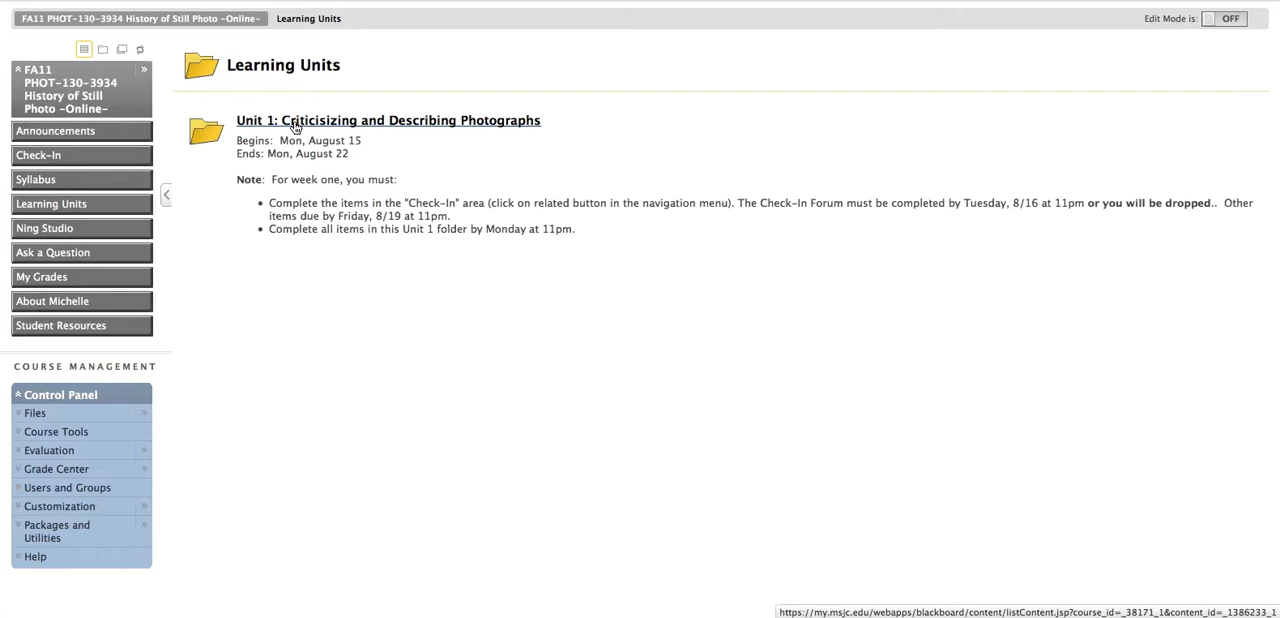 FA11 PHOT-130-3934 History of Still Photo -Online-
Learning Units
Edit Mode is:
OFF
FA11
PHOT-130-3934
History of Still
Photo -Online-
Announcements
Check-In
Syllabus
Learning Units
Ning Studio
Ask a Question
My Grades
About Michelle
Student Resources
COURSE MANAGEMENT
Control Panel
Files
Course Tools
Evaluation
Grade Center
Users and Groups
Customization
Packages and
Utilities
Help
Learning Units
Unit 1: Criticisizing and Describing Photographs
Begins: Mon, August 15
Ends: Mon, August 22
Note: For week one, you must:
• Complete the items in the "Check-In" area (click on related button in the navigation menu). The Check-In Forum must be completed by Tuesday, 8/16 at 11pm or you will be dropped.. Other
items due by Friday, 8/19 at 11pm.
• Complete all items in this Unit 1 folder by Monday at 11pm.
https://my.msjc.edu/webapps/blackboard/content/listContent.jsp?course_id=_38171_1&content_id=_1386233_1